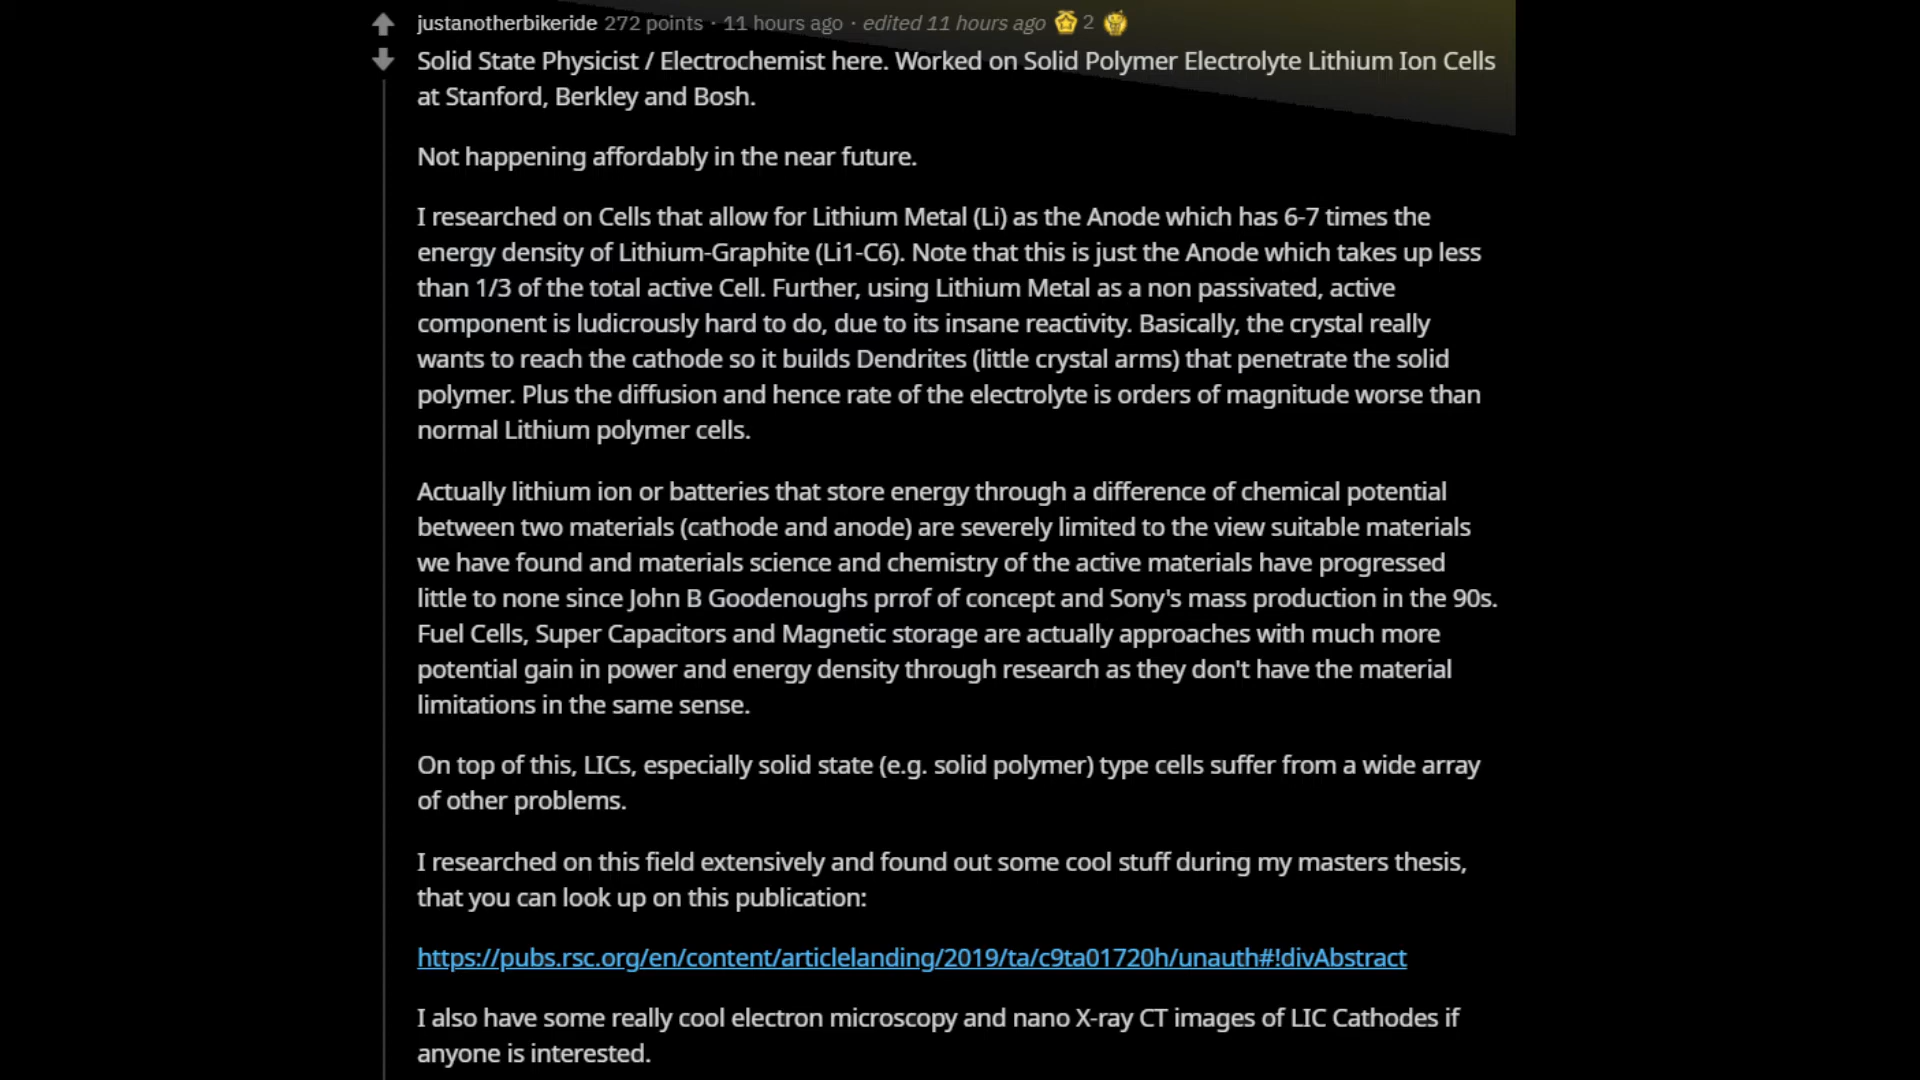 justanotherbikeride 272 points · 11 hours ago · edited 11 hours ago 2
Solid State Physicist / Electrochemist here. Worked on Solid Polymer Electrolyte Lithium Ion Cells
at Stanford, Berkley and Bosh.
Not happening affordably in the near future.
I researched on Cells that allow for Lithium Metal (Li) as the Anode which has 6-7 times the
energy density of Lithium-Graphite (Li1-C6). Note that this is just the Anode which takes up less
than 1/3 of the total active Cell. Further, using Lithium Metal as a non passivated, active
component is ludicrously hard to do, due to its insane reactivity. Basically, the crystal really
wants to reach the cathode so it builds Dendrites (little crystal arms) that penetrate the solid
polymer. Plus the diffusion and hence rate of the electrolyte is orders of magnitude worse than
normal Lithium polymer cells.
Actually lithium ion or batteries that store energy through a difference of chemical potential
between two materials (cathode and anode) are severely limited to the view suitable materials
we have found and materials science and chemistry of the active materials have progressed
little to none since John B Goodenoughs prrof of concept and Sony's mass production in the 90s.
Fuel Cells, Super Capacitors and Magnetic storage are actually approaches with much more
potential gain in power and energy density through research as they don't have the material
limitations in the same sense.
On top of this, LICs, especially solid state (e.g. solid polymer) type cells suffer from a wide array
of other problems.
I researched on this field extensively and found out some cool stuff during my masters thesis,
that you can look up on this publication:
https://pubs.rsc.org/en/content/articlelanding/2019/ta/c9ta01720h/unauth#!divAbstract
I also have some really cool electron microscopy and nano X-ray CT images of LIC Cathodes if
anyone is interested.